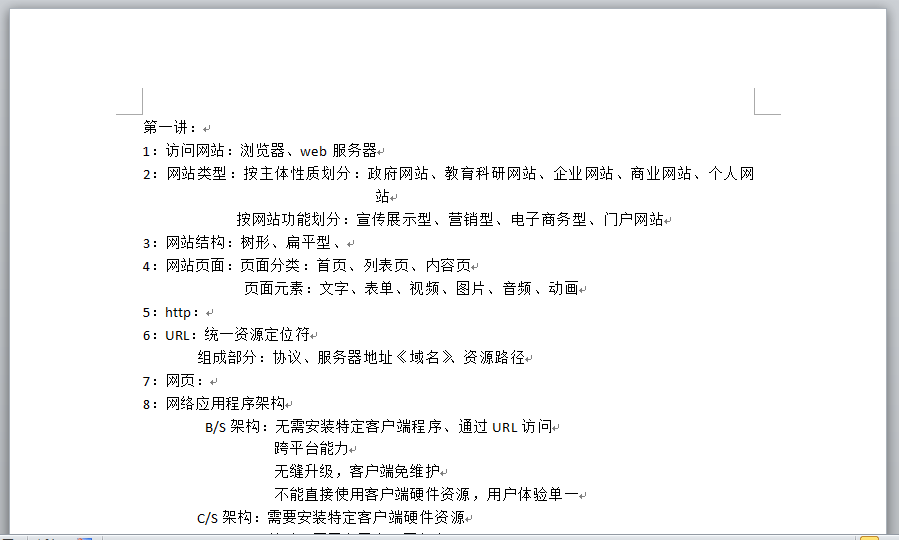 第一讲：
1：访问网站：浏览器、web 服务器
2：网站类型：按主体性质划分：政府网站、教育科研网站、企业网站、商业网站、个人网
站
按网站功能划分：宣传展示型、营销型、电子商务型、门户网站
3：网站结构：树形、扁平型、
4：网站页面：页面分类：首页、列表页、内容页
页面元素：文字、表单、视频、图片、音频、动画
5：http：
6：URL：统一资源定位符
组成部分：协议、服务器地址《域名》、资源路径
7：网页：
8：网络应用程序架构
B/S 架构：无需安装特定客户端程序、通过 URL 访问
跨平台能力
无缝升级，客户端免维护
不能直接使用客户端硬件资源，用户体验单一
C/S 架构：需要安装特定客户端硬件资源